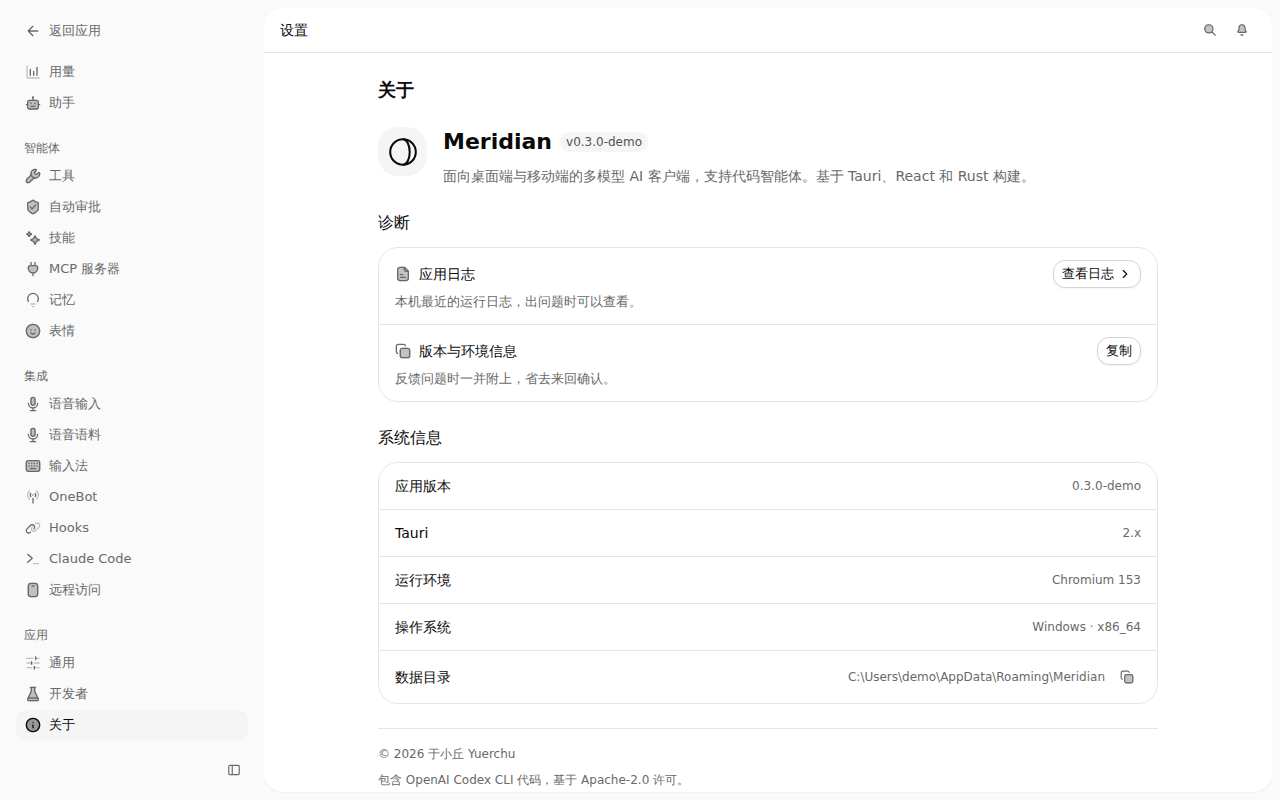 返回应用
用量
助手
智能体
工具
自动审批
技能
MCP 服务器
记忆
表情
集成
语音输入
语音语料
输入法
OneBot
Hooks
Claude Code
远程访问
应用
通用
开发者
关于
设置
关于
Meridian v0.3.0-demo
面向桌面端与移动端的多模型 AI 客户端，支持代码智能体。基于 Tauri、React 和 Rust 构建。
诊断
应用日志 查看日志
本机最近的运行日志，出问题时可以查看。
版本与环境信息 复制
反馈问题时一并附上，省去来回确认。
系统信息
应用版本 0.3.0-demo
Tauri 2.x
运行环境 Chromium 153
操作系统 Windows · x86_64
数据目录 C:\Users\demo\AppData\Roaming\Meridian
© 2026 于小丘 Yuerchu
包含 OpenAI Codex CLI 代码，基于 Apache-2.0 许可。